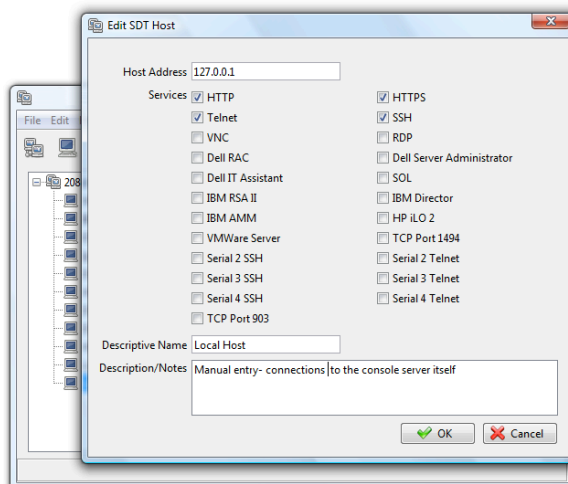 Edit SDT Host
Host Address 127.0.0.1
Services HTTP HTTPS
Telnet SSH
VNC RDP
Dell RAC Dell Server Administrator
Dell IT Assistant SOL
IBM RSA II IBM Director
IBM AMM HP iLO 2
VMWare Server TCP Port 1494
Serial 2 SSH Serial 2 Telnet
Serial 3 SSH Serial 3 Telnet
Serial 4 SSH Serial 4 Telnet
TCP Port 903
Descriptive Name Local Host
Description/Notes Manual entry- connections to the console server itself
OK Cancel
File Edit
208